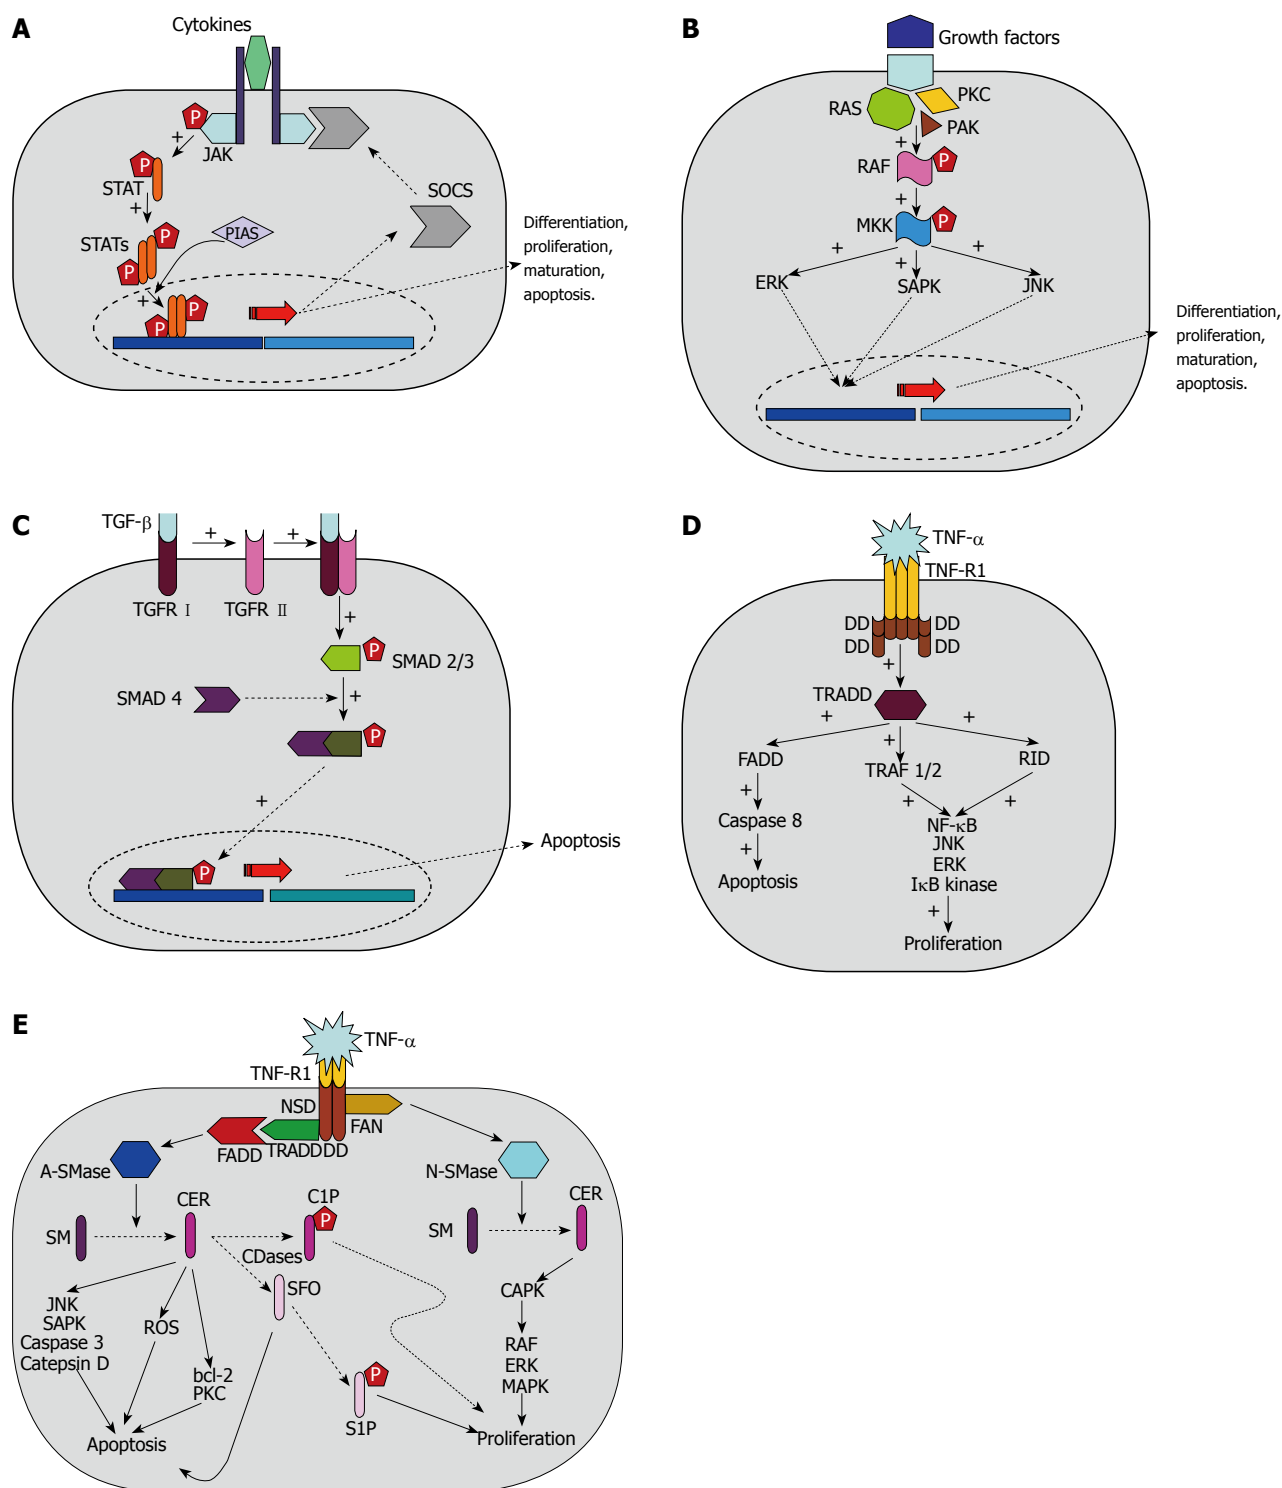 A
Cytokines
P
JAK
+
P
STAT
+
P
STATs
P
PIAS
SOCS
+
P
P
Differentiation,
proliferation,
maturation,
apoptosis.
B
Growth factors
PKC
RAS
PAK
+
RAF
P
+
MKK
P
+
+
+
ERK
SAPK
JNK
Differentiation,
proliferation,
maturation,
apoptosis.
C
TGF-β
+
+
TGFR I
TGFR II
+
P
SMAD 2/3
SMAD 4
+
P
+
P
Apoptosis
D
TNF-α
TNF-R1
DD
DD
DD
DD
+
TRADD
+
+
+
FADD
TRAF 1/2
RID
+
+
+
Caspase 8
NF-κB
JNK
ERK
IκB kinase
+
Apoptosis
+
Proliferation
E
TNF-α
TNF-R1
NSD
FAN
FADD
TRADD
DD
A-SMase
N-SMase
CER
C1P
P
CER
SM
SM
CDases
SFO
CAPK
JNK
SAPK
Caspase 3
Catepsin D
ROS
RAF
ERK
MAPK
bcl-2
PKC
P
S1P
Apoptosis
Proliferation